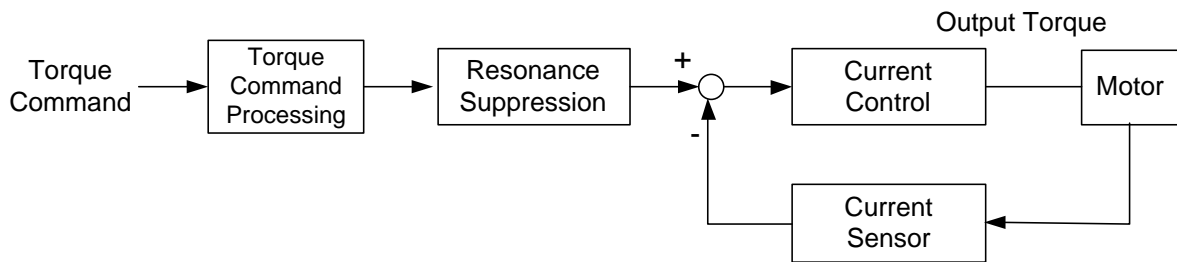 Output Torque
Torque
Command
Torque
Command
Processing
Resonance
Suppression
+
-
Current
Control
Motor
Current
Sensor